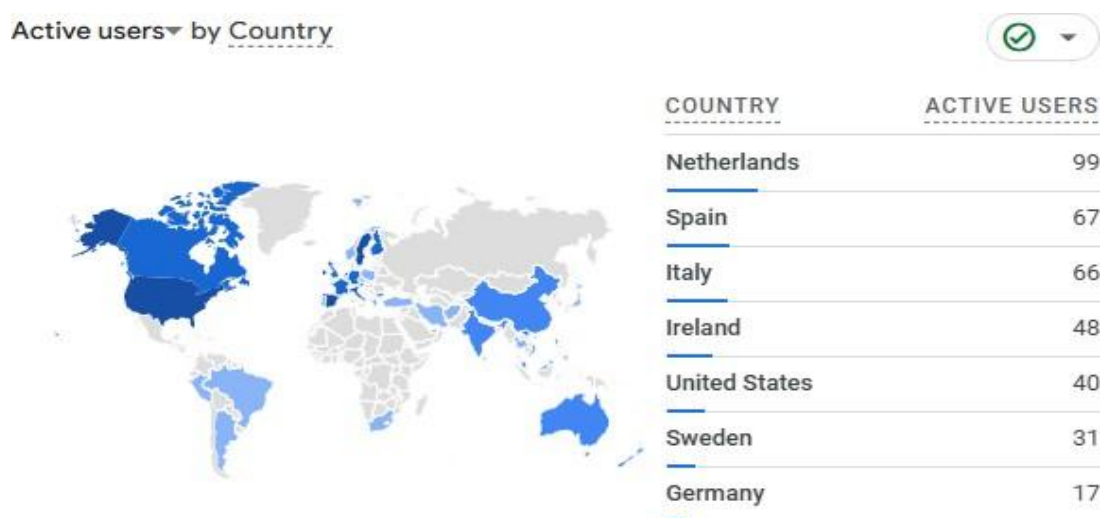 Active users by Country
COUNTRY ACTIVE USERS
Netherlands 99
Spain 67
Italy 66
Ireland 48
United States 40
Sweden 31
Germany 17